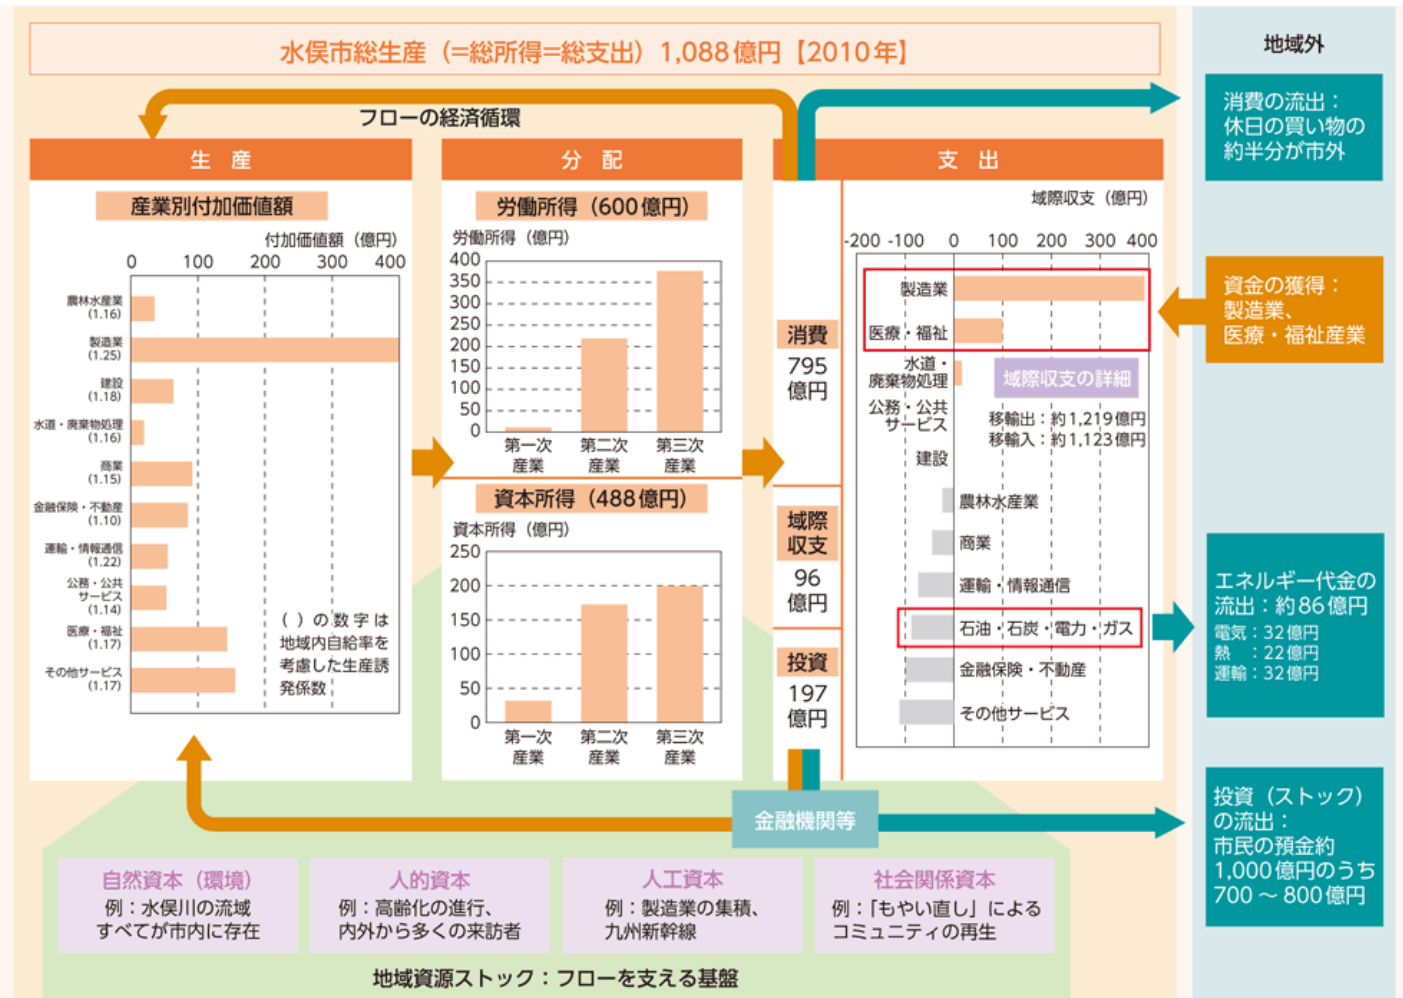 水俣市総生産（=総所得=総支出）1,088億円【2010年】
フローの経済循環
生 産
産業別付加価値額
付加価値額（億円）
0 100 200 300 400
農林水産業
(1.16)
製造業
(1.25)
建設
(1.18)
水道・廃棄物処理
(1.16)
商業
(1.15)
金融保険・不動産
(1.10)
運輸・情報通信
(1.22)
公務・公共
サービス
(1.14)
医療・福祉
(1.17)
その他サービス
(1.17)
( ) の数字は
地域内自給率を
考慮した生産誘
発係数
分 配
労働所得（600億円）
労働所得（億円）
400
350
300
250
200
150
100
50
0
第一次
産業
第二次
産業
第三次
産業
資本所得（488億円）
資本所得（億円）
250
200
150
100
50
0
第一次
産業
第二次
産業
第三次
産業
支 出
消費
795
億円
域際
収支
96
億円
投資
197
億円
域際収支（億円）
-200 -100 0 100 200 300 400
製造業
医療・福祉
水道・
廃棄物処理
公務・公共
サービス
建設
農林水産業
商業
運輸・情報通信
石油・石炭・電力・ガス
金融保険・不動産
その他サービス
域際収支の詳細
移輸出：約1,219億円
移輸入：約1,123億円
地域外
消費の流出：
休日の買い物の
約半分が市外
資金の獲得：
製造業、
医療・福祉産業
エネルギー代金の
流出：約86億円
電気：32億円
熱 ：22億円
運輸：32億円
投資（ストック）
の流出：
市民の預金約
1,000億円のうち
700～800億円
金融機関等
自然資本（環境）
例：水俣川の流域
すべてが市内に存在
人的資本
例：高齢化の進行、
内外から多くの来訪者
人工資本
例：製造業の集積、
九州新幹線
社会関係資本
例：「もやい直し」による
コミュニティの再生
地域資源ストック：フローを支える基盤